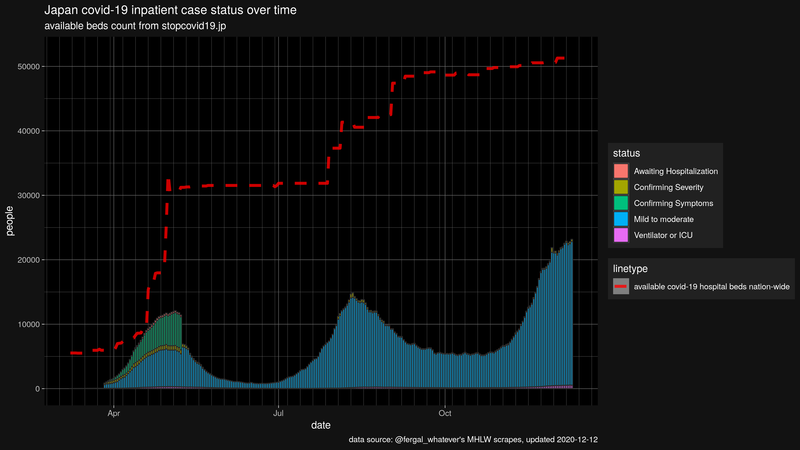 Japan covid-19 inpatient case status over time
available beds count from stopcovid19.jp
50000
40000
30000
20000
10000
0
people
Apr
Jul
Oct
date
status
Awaiting Hospitalization
Confirming Severity
Confirming Symptoms
Mild to moderate
Ventilator or ICU
linetype
available covid-19 hospital beds nation-wide
data source: @fergal_whatever's MHLW scrapes, updated 2020-12-12